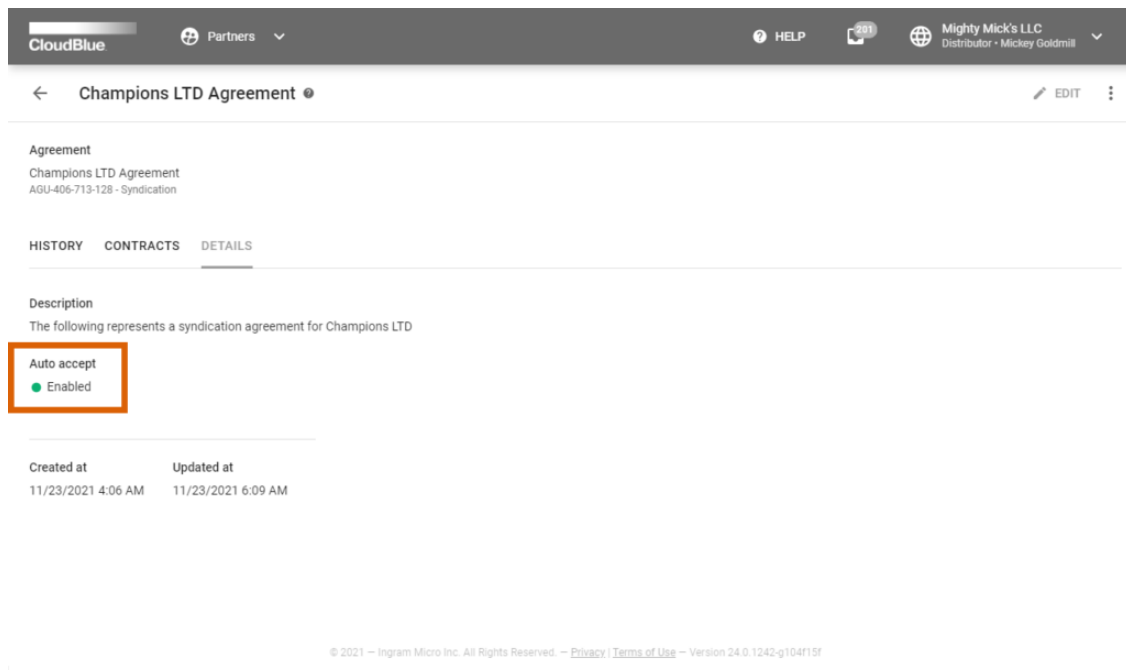 CloudBlue
Partners
HELP
201
Mighty Mick's LLC
Distributor • Mickey Goldmill
Champions LTD Agreement
EDIT
Agreement
Champions LTD Agreement
AGU-406-713-128 - Syndication
HISTORY CONTRACTS DETAILS
Description
The following represents a syndication agreement for Champions LTD
Auto accept
Enabled
Created at Updated at
11/23/2021 4:06 AM 11/23/2021 6:09 AM
© 2021 — Ingram Micro Inc. All Rights Reserved. — Privacy | Terms of Use — Version 24.0.1242-g104f15f